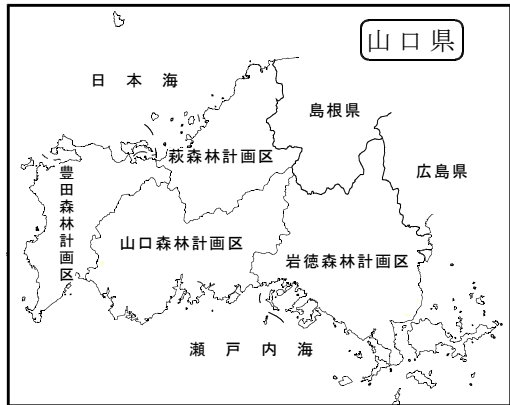 山口県
日本海
島根県
萩森林計画区
広島県
豊田森林計画区
山口森林計画区
岩徳森林計画区
瀬戸内海